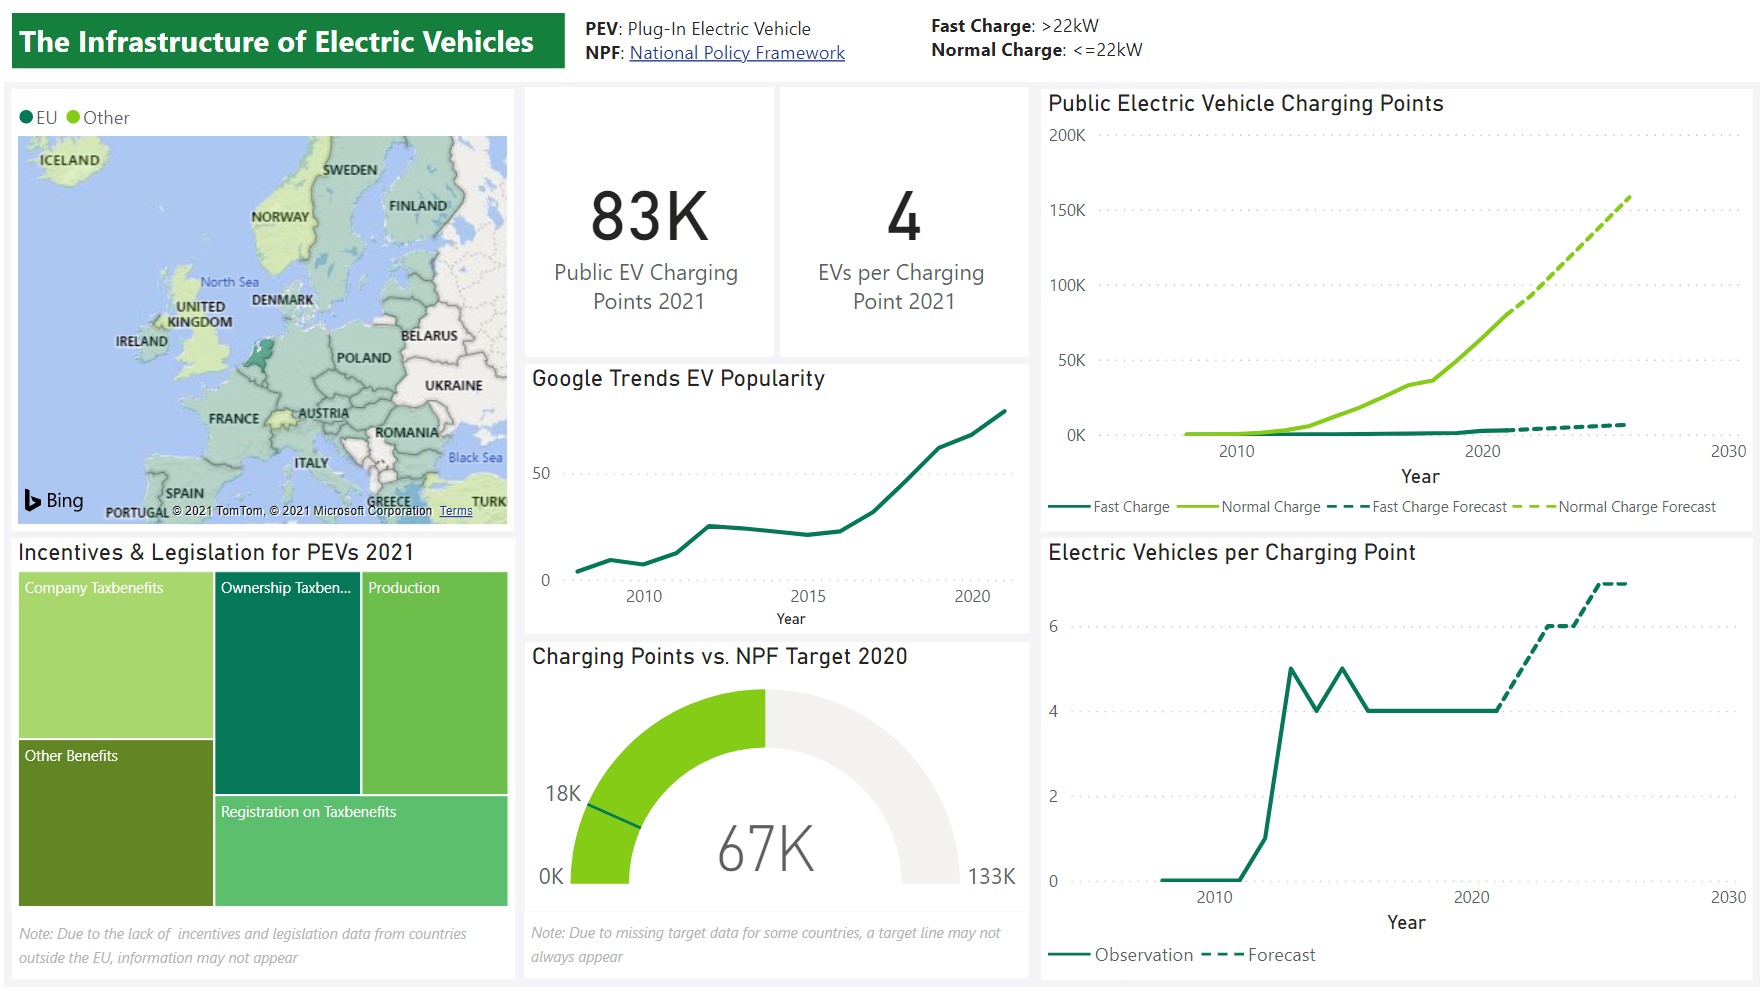 The Infrastructure of Electric Vehicles
PEV: Plug-In Electric Vehicle
NPF: National Policy Framework
Fast Charge: >22kW
Normal Charge: <=22kW
EU Other
ICELAND
SWEDEN
FINLAND
NORWAY
North Sea
UNITED
KINGDOM
DENMARK
IRELAND
BELARUS
POLAND
UKRAINE
FRANCE
AUSTRIA
ROMANIA
ITALY
Black Sea
SPAIN
PORTUGAL
GREECE
TURK
Bing
© 2021 TomTom, © 2021 Microsoft Corporation Terms
83K
Public EV Charging
Points 2021
4
EVs per Charging
Point 2021
Google Trends EV Popularity
50
0
2010 2015 2020
Year
Public Electric Vehicle Charging Points
200K
150K
100K
50K
0K
2010 2020 2030
Year
Fast Charge Normal Charge Fast Charge Forecast Normal Charge Forecast
Incentives & Legislation for PEVs 2021
Company Taxbenefits
Ownership Taxben...
Production
Other Benefits
Registration on Taxbenefits
Note: Due to the lack of incentives and legislation data from countries
outside the EU, information may not appear
Charging Points vs. NPF Target 2020
18K
67K
0K
133K
Note: Due to missing target data for some countries, a target line may not
always appear
Electric Vehicles per Charging Point
6
4
2
0
2010 2020 2030
Year
Observation Forecast